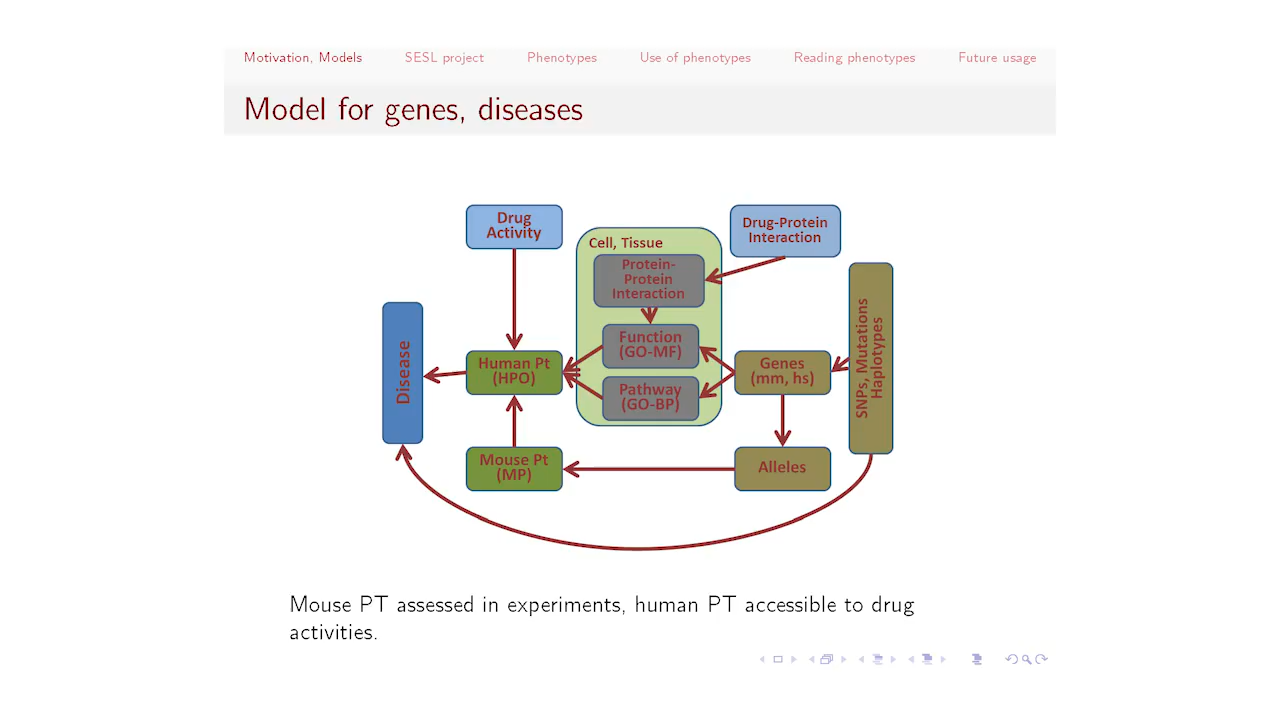 Motivation, Models SESL project Phenotypes Use of phenotypes Reading phenotypes Future usage
Model for genes, diseases
Drug
Activity
Drug-Protein
Interaction
Cell, Tissue
Protein-
Protein
Interaction
SNPs, Mutations
Haplotypes
Disease
Function
(GO-MF)
Human Pt
(HPO)
Genes
(mm, hs)
Pathway
(GO-BP)
Mouse Pt
(MP)
Alleles
Mouse PT assessed in experiments, human PT accessible to drug
activities.